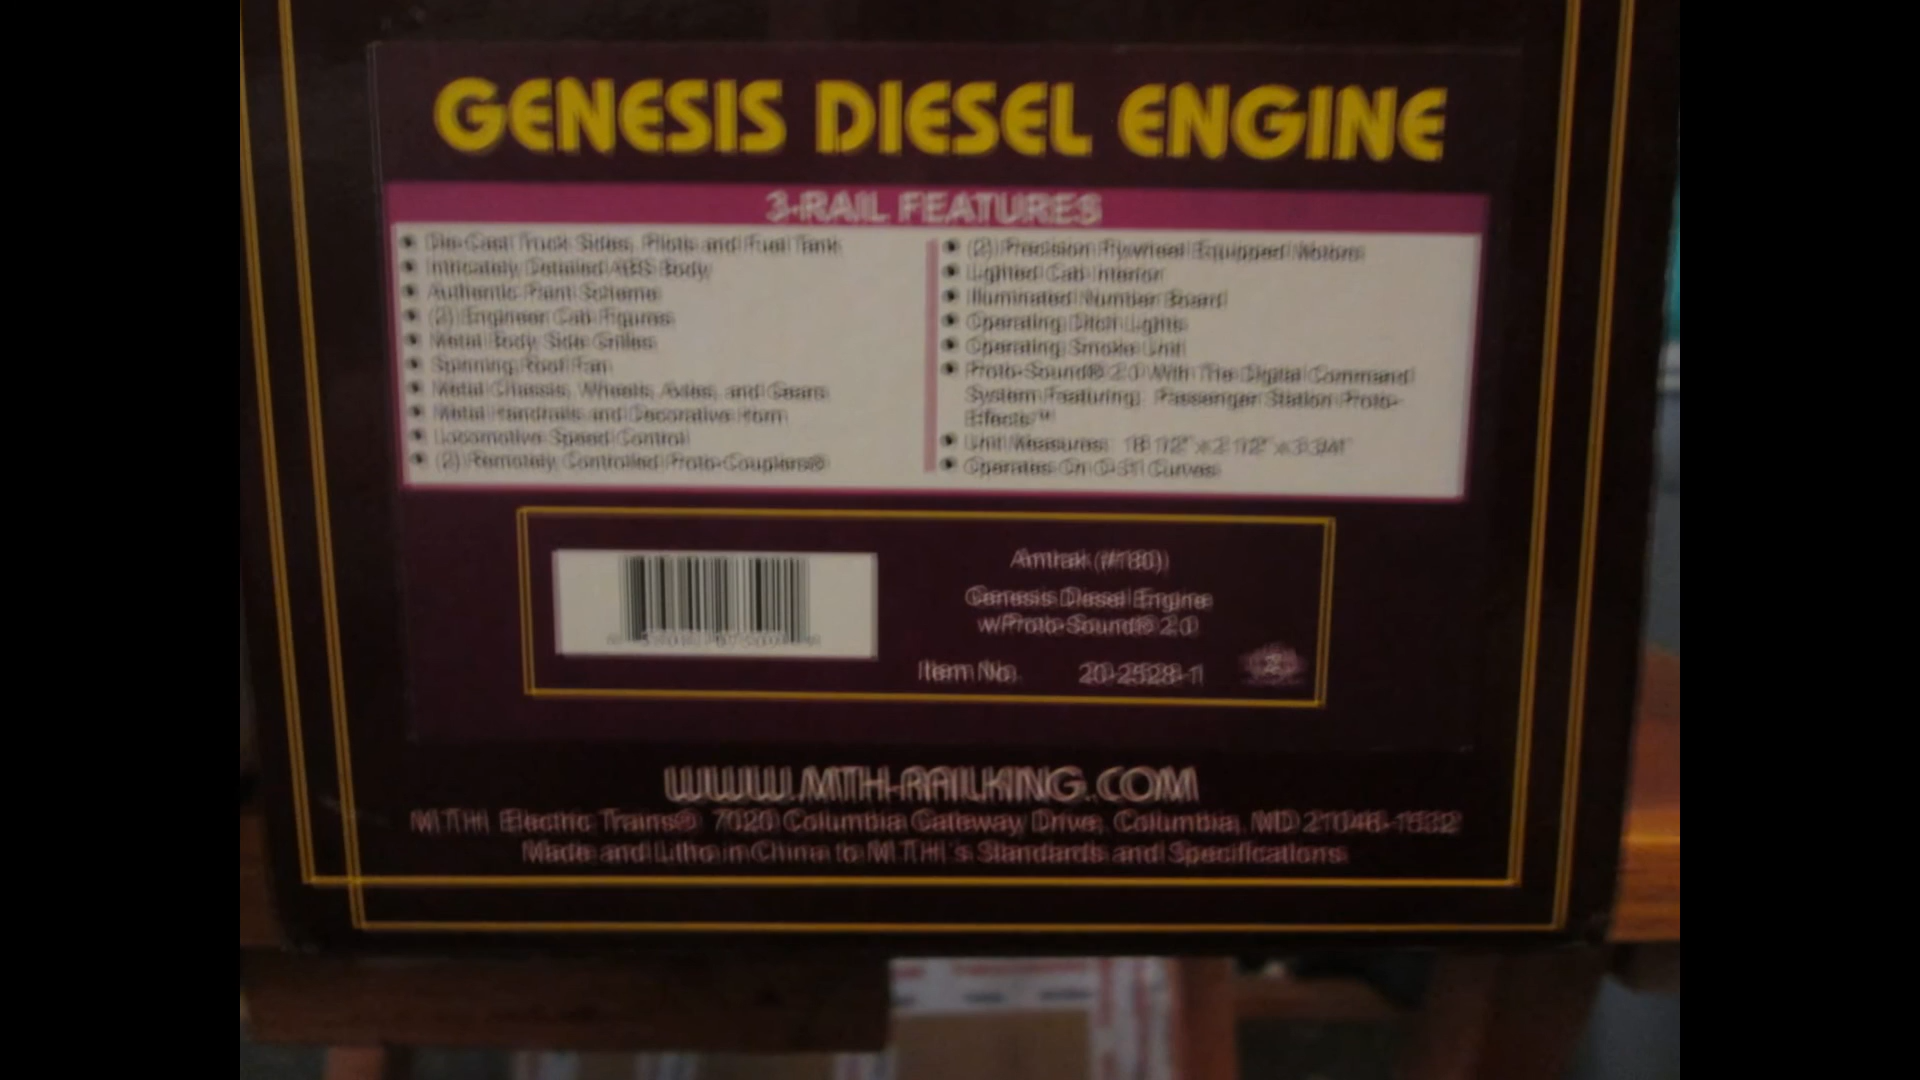 GENESIS DIESEL ENGINE
3-RAIL FEATURES
Die-Cast Truck Sides, Pilots and Fuel Tank
Intricately Detailed ABS Body
Authentic Paint Scheme
(2) Engineer Cab Figures
Metal Body Side Grilles
Spinning Roof Fan
Metal Chassis, Wheels, Axles, and Gears
Metal Handrails and Decorative Horn
Locomotive Speed Control
(2) Remotely Controlled Proto-Couplers®
(2) Precision Flywheel Equipped Motors
Lighted Cab Interior
Illuminated Number Board
Operating Ditch Lights
Operating Smoke Unit
Proto-Sound® 2.0 With The Digital Command
System Featuring: Passenger Station Proto-
Effects™
Unit Measures: 18 1/2" x 2 1/2" x 3 3/4"
Operates On O-31 Curves
Amtrak (#180)
Genesis Diesel Engine
w/Proto-Sound® 2.0
Item No. 20-2528-1
WWW.MTH-RAILKING.COM
M.T.H. Electric Trains® 7020 Columbia Gateway Drive, Columbia, MD 21046-1532
Made and Litho in China to M.T.H.'s Standards and Specifications